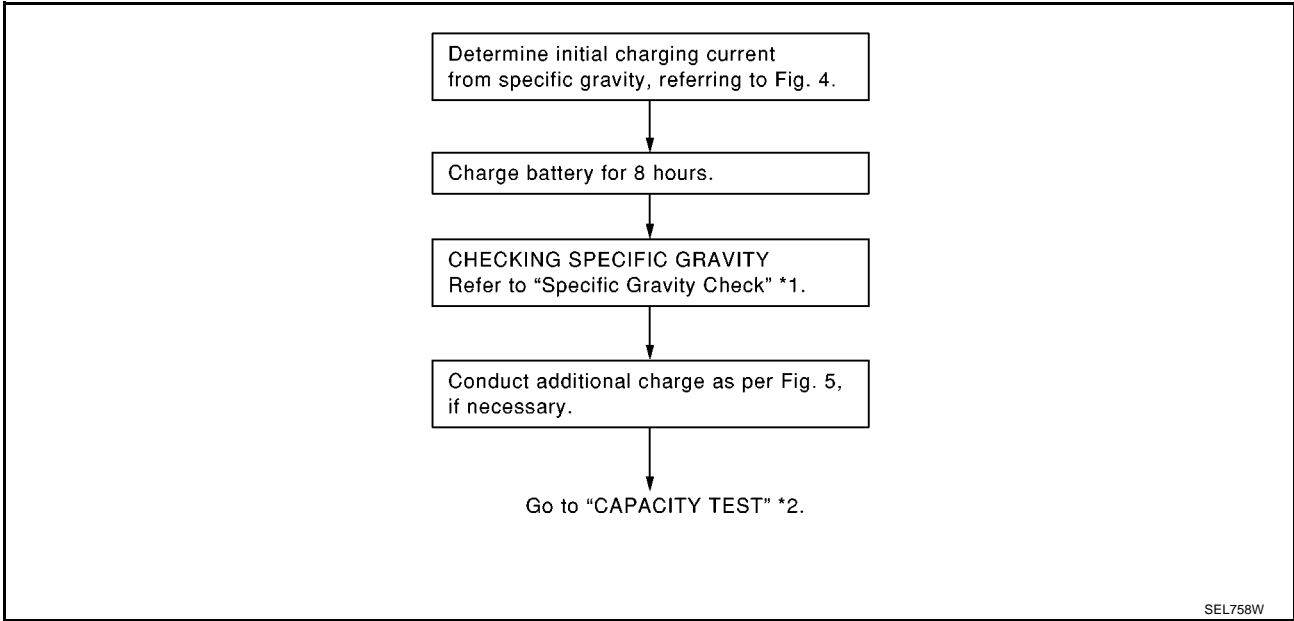 Determine initial charging current
from specific gravity, referring to Fig. 4.
Charge battery for 8 hours.
CHECKING SPECIFIC GRAVITY
Refer to “Specific Gravity Check” *1.
Conduct additional charge as per Fig. 5,
if necessary.
Go to “CAPACITY TEST” *2.
SEL758W